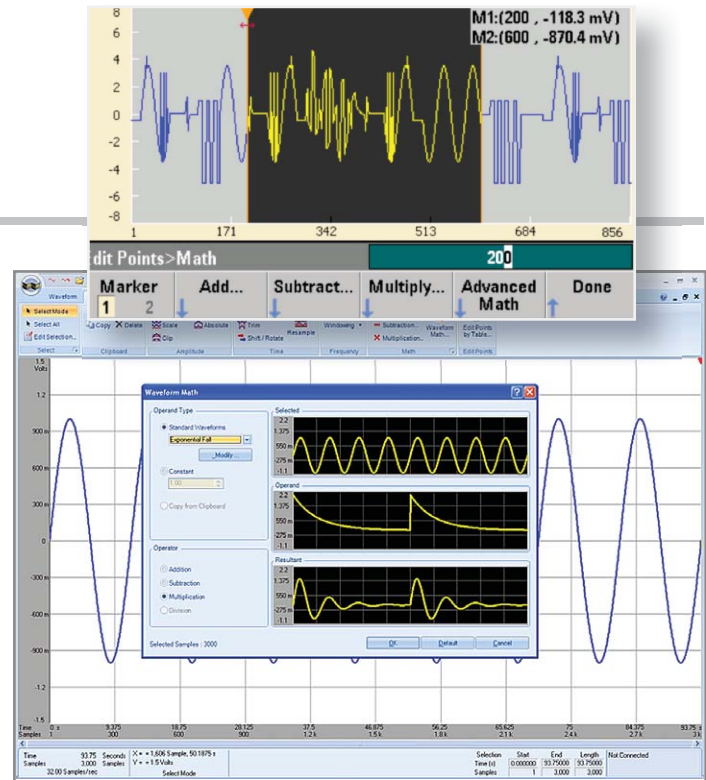 8
6
4
2
0
-2
-4
-6
-8
M1:(200 , -118.3 mV)
M2:(600 , -870.4 mV)
1 171 342 513 684 856
dit Points>Math 200
Marker Add... Subtract... Multiply... Advanced Math Done
1 2
Waveform
Select Mode
Select All
Edit Selection...
Select
Copy Delete
Clipboard
Scale Absolute
Clip
Amplitude
Trim
Shift / Rotate
Resample
Time
Windowing
Frequency
Subtraction...
Multiplication...
Waveform Math...
Math
Edit Points by Table...
Edit Points
1.5
Volts
1.2
900 m
600 m
300 m
0
-300 m
-600 m
-900 m
-1.2
-1.5
Waveform Math
Operand Type
Standard Waveforms
Exponential Fall
Modify ...
Constant
1.00
Copy from Clipboard
Operator
Addition
Subtraction
Multiplication
Division
Selected Samples : 3000
Selected
2.2
1.375
550 m
-275 m
-1.1
Operand
2.2
1.375
550 m
-275 m
-1.1
Resultant
2.2
1.375
550 m
-275 m
-1.1
OK Default Cancel
Time 0 s 9.375 18.75 28.125 37.5 46.875 56.25 65.625 75 84.375 93.75 s
Samples 1 300 600 900 1.2 k 1.5 k 1.8 k 2.1 k 2.4 k 2.7 k 3 k
Time 93.75 Seconds
Samples 3,000 Samples
32.00 Samples/sec
X = + 1,606 Sample, 50.1875 s
Y = + 1.5 Volts
Select Mode
Selection Start End Length
Time (s) 0.000000 93.75000 93.75000
Samples 1 3,000 3,000
Not Connected